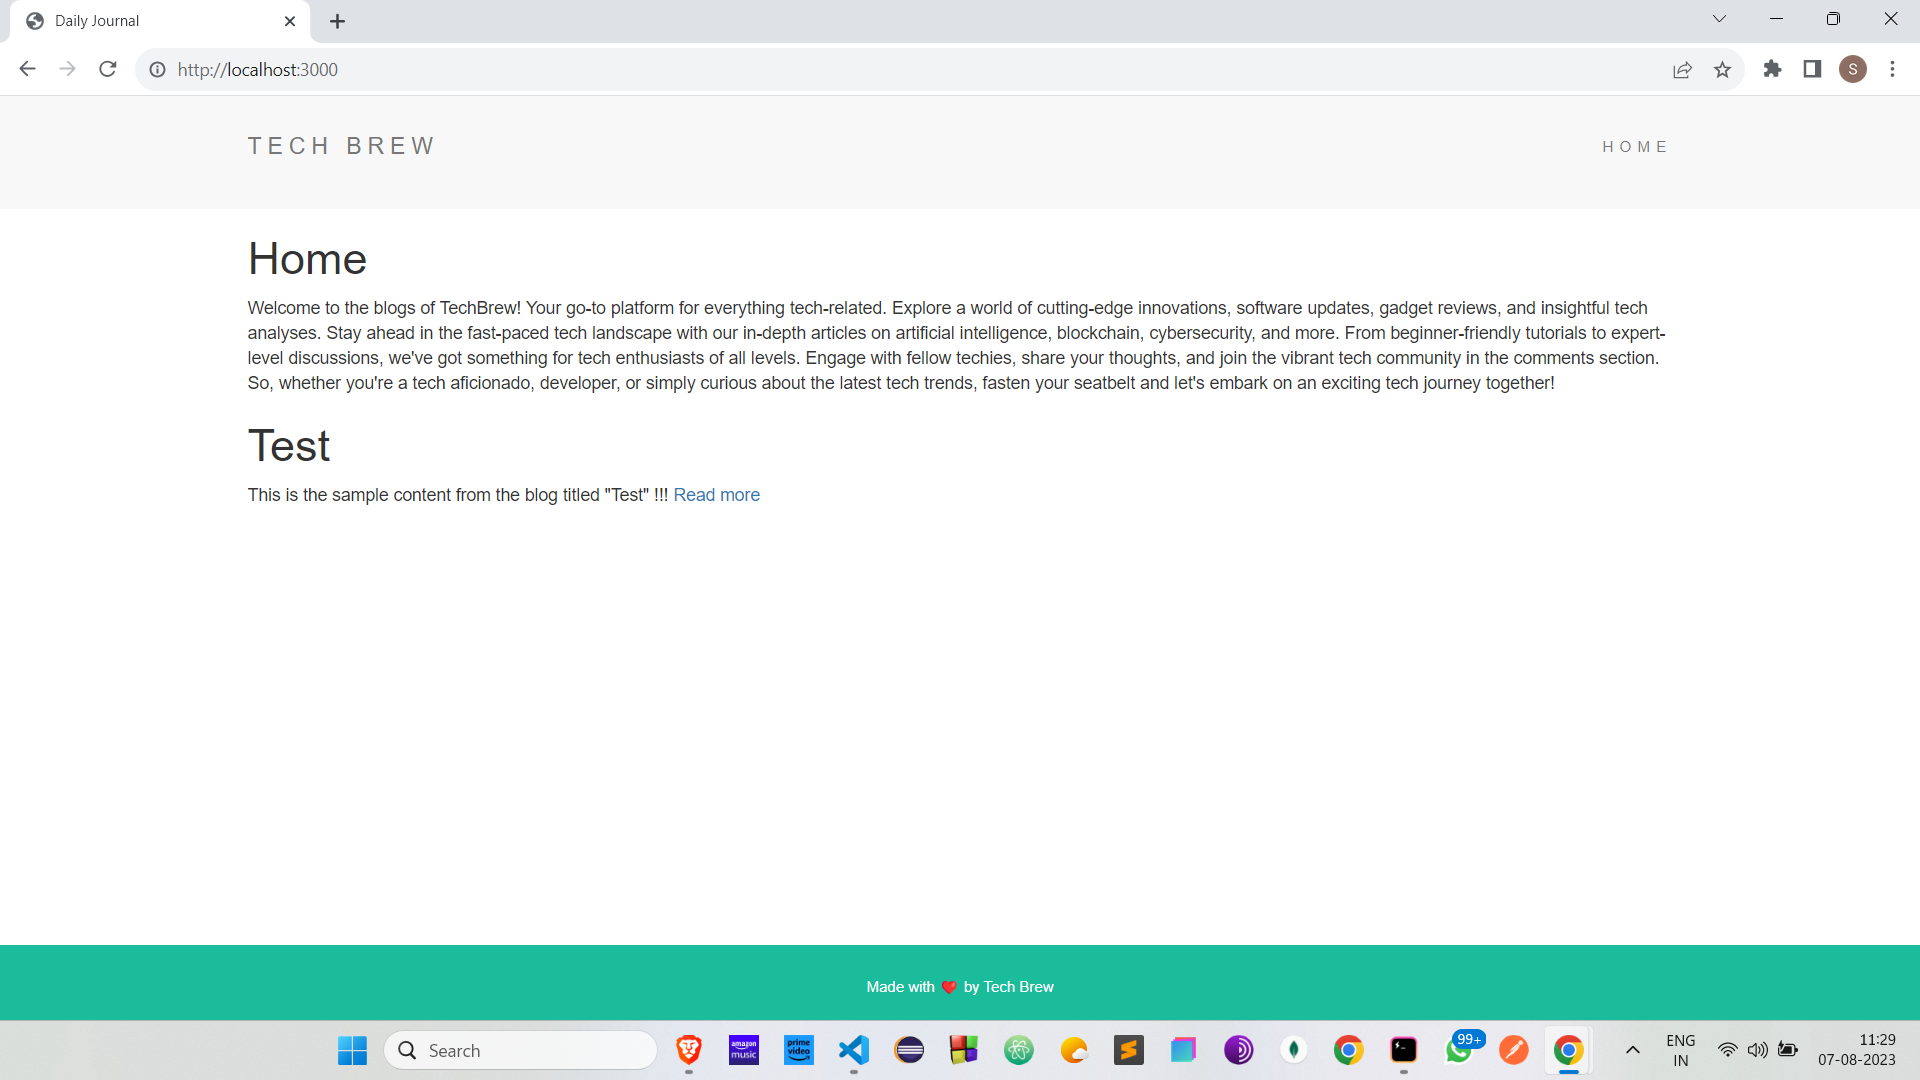 Daily Journal
http://localhost:3000
S
TECH BREW
HOME
Home
Welcome to the blogs of TechBrew! Your go-to platform for everything tech-related. Explore a world of cutting-edge innovations, software updates, gadget reviews, and insightful tech
analyses. Stay ahead in the fast-paced tech landscape with our in-depth articles on artificial intelligence, blockchain, cybersecurity, and more. From beginner-friendly tutorials to expert-
level discussions, we've got something for tech enthusiasts of all levels. Engage with fellow techies, share your thoughts, and join the vibrant tech community in the comments section.
So, whether you're a tech aficionado, developer, or simply curious about the latest tech trends, fasten your seatbelt and let's embark on an exciting tech journey together!
Test
This is the sample content from the blog titled "Test" !!! Read more
Made with ❤️ by Tech Brew
Search
amazon
music
prime
video
99+
ENG
IN
11:29
07-08-2023